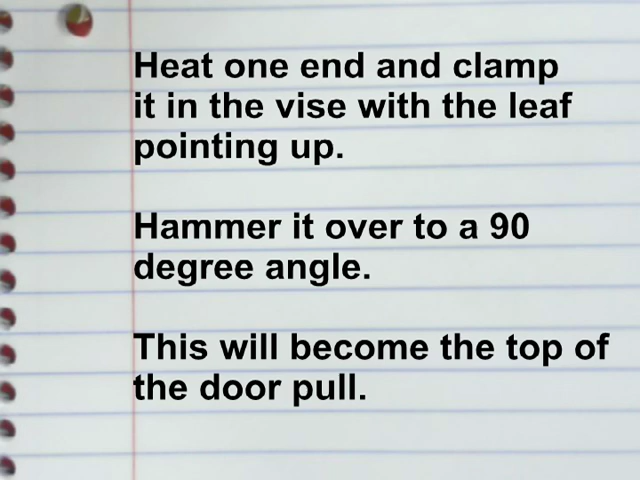 Heat one end and clamp
it in the vise with the leaf
pointing up.
Hammer it over to a 90
degree angle.
This will become the top of
the door pull.